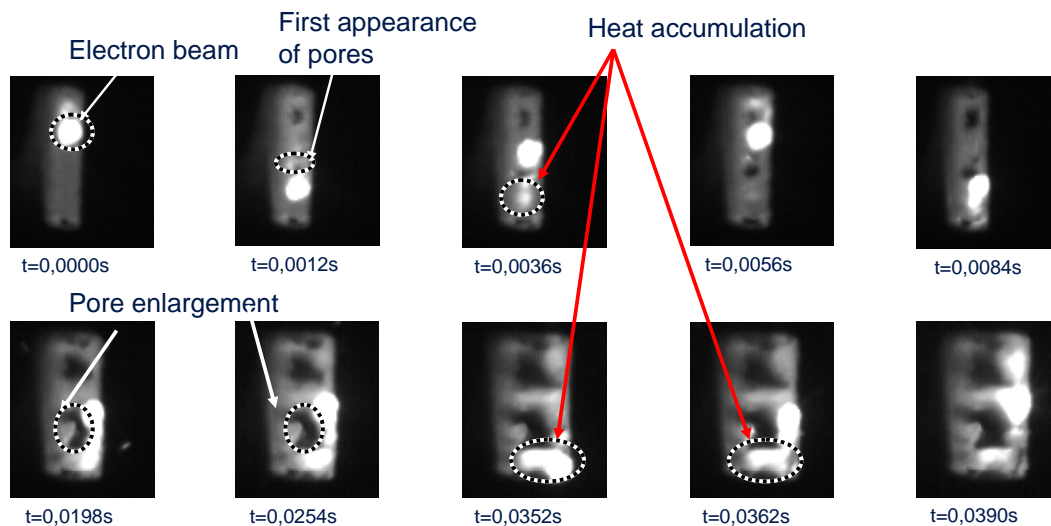 Electron beam
First appearance
of pores
Heat accumulation
t=0,0000s
t=0,0012s
t=0,0036s
t=0,0056s
t=0,0084s
Pore enlargement
t=0,0198s
t=0,0254s
t=0,0352s
t=0,0362s
t=0,0390s